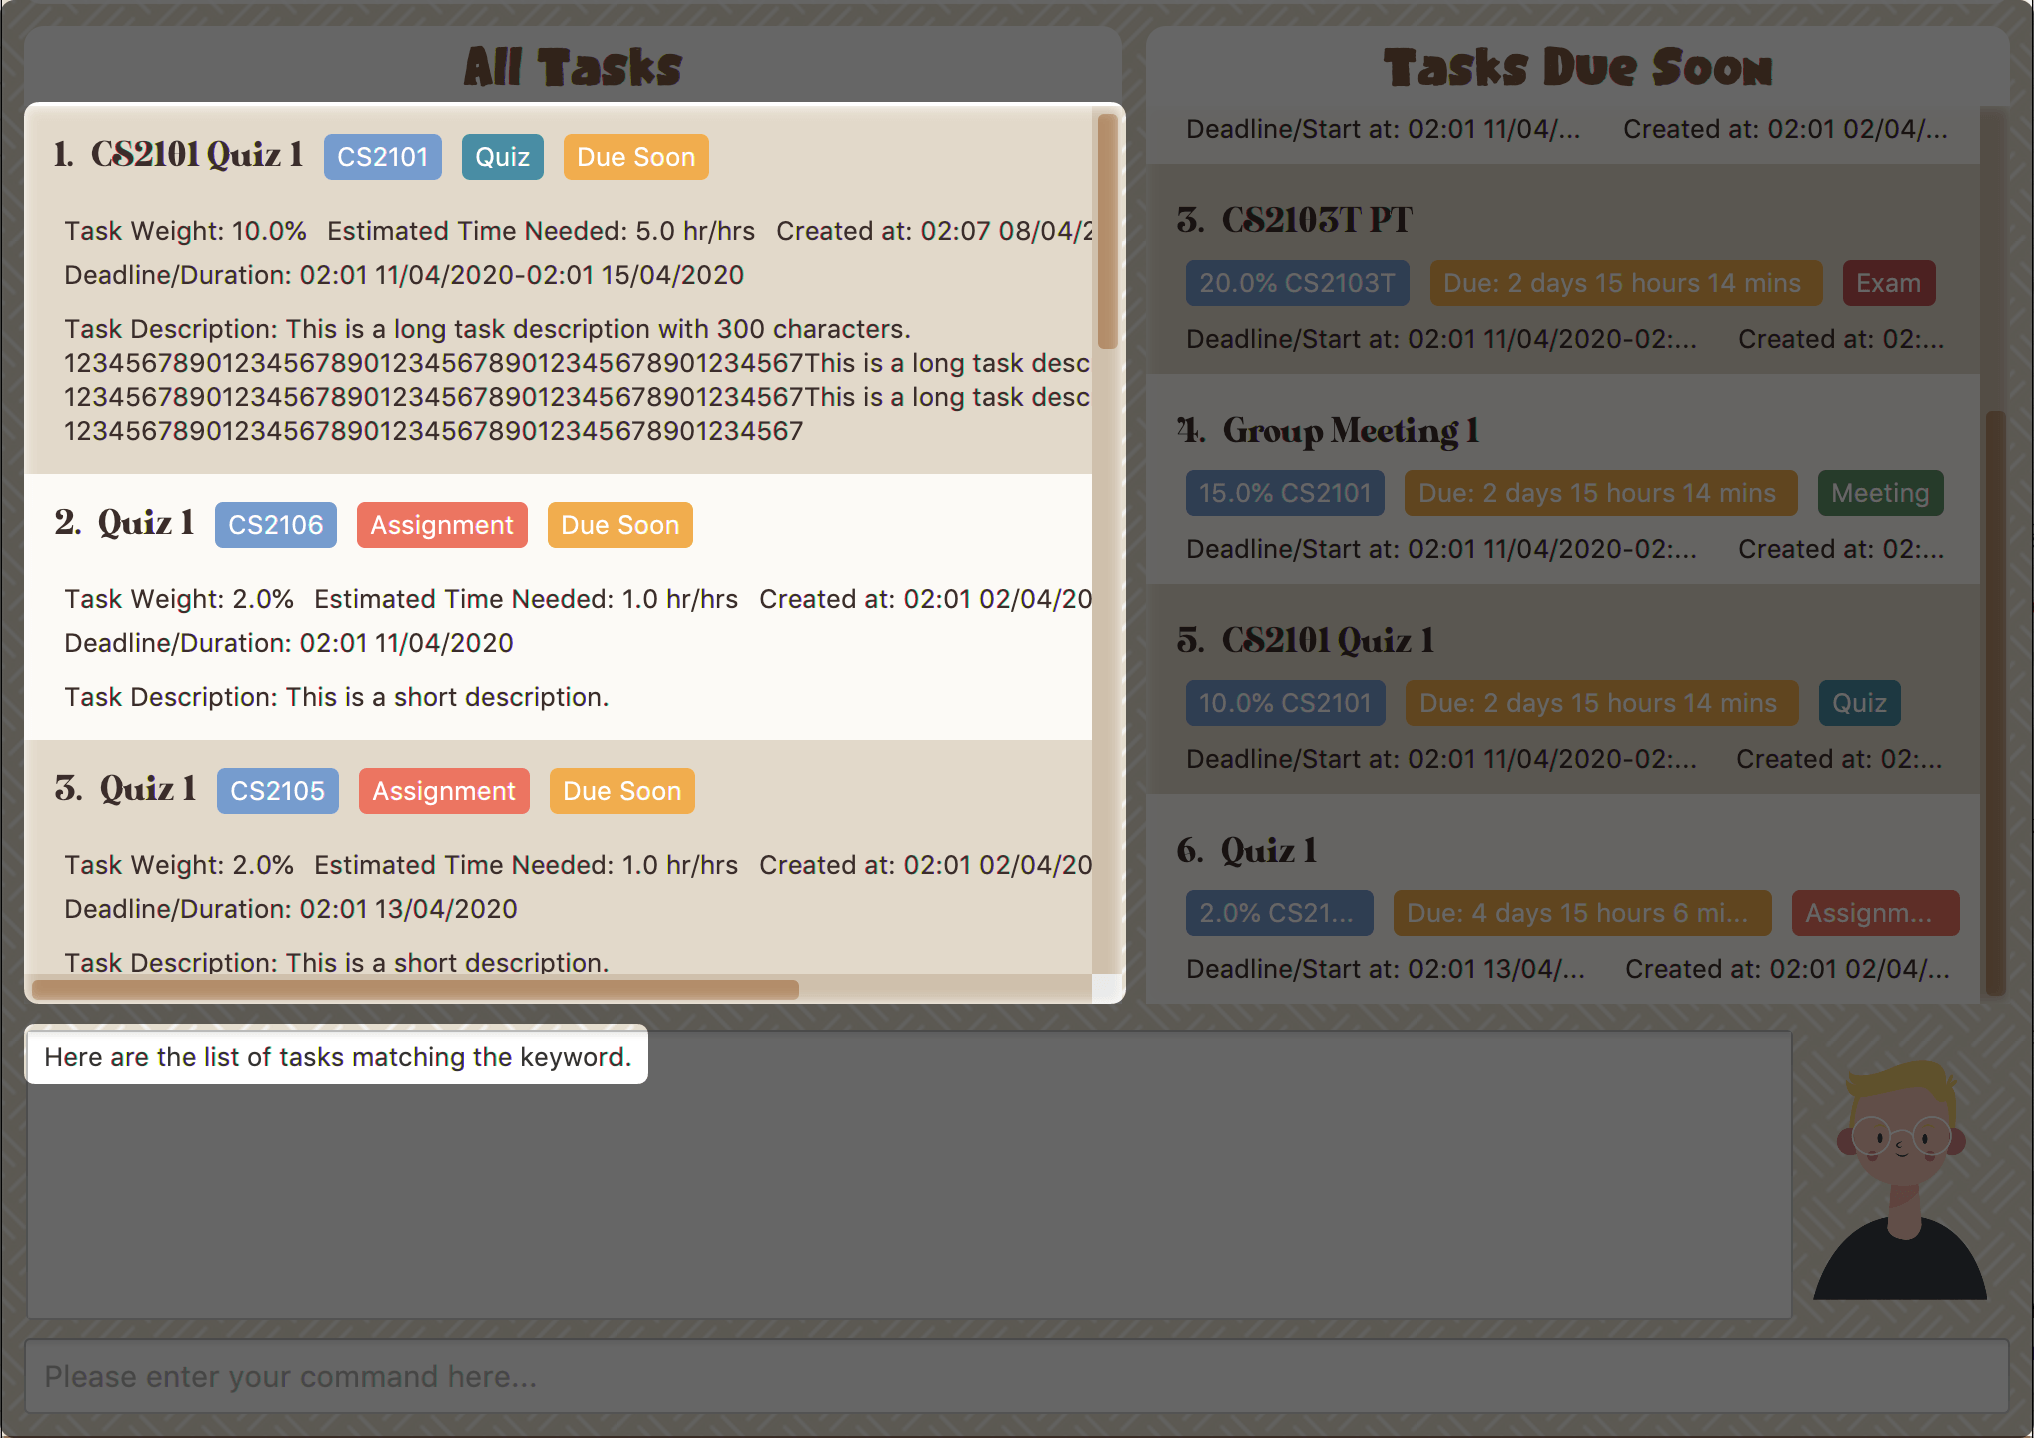 All Tasks
1. CS2101 Quiz 1 CS2101 Quiz Due Soon
Task Weight: 10.0% Estimated Time Needed: 5.0 hr/hrs Created at: 02:07 08/04/2
Deadline/Duration: 02:01 11/04/2020-02:01 15/04/2020
Task Description: This is a long task description with 300 characters.
123456789012345678901234567890123456789012345678901234567This is a long task desc
123456789012345678901234567890123456789012345678901234567This is a long task desc
123456789012345678901234567890123456789012345678901234567
2. Quiz 1 CS2106 Assignment Due Soon
Task Weight: 2.0% Estimated Time Needed: 1.0 hr/hrs Created at: 02:01 02/04/20
Deadline/Duration: 02:01 11/04/2020
Task Description: This is a short description.
3. Quiz 1 CS2105 Assignment Due Soon
Task Weight: 2.0% Estimated Time Needed: 1.0 hr/hrs Created at: 02:01 02/04/20
Deadline/Duration: 02:01 13/04/2020
Task Description: This is a short description.
Tasks Due Soon
Deadline/Start at: 02:01 11/04/... Created at: 02:01 02/04/...
3. CS2103T PT
20.0% CS2103T Due: 2 days 15 hours 14 mins Exam
Deadline/Start at: 02:01 11/04/2020-02:... Created at: 02:...
4. Group Meeting 1
15.0% CS2101 Due: 2 days 15 hours 14 mins Meeting
Deadline/Start at: 02:01 11/04/2020-02:... Created at: 02:...
5. CS2101 Quiz 1
10.0% CS2101 Due: 2 days 15 hours 14 mins Quiz
Deadline/Start at: 02:01 11/04/2020-02:... Created at: 02:...
6. Quiz 1
2.0% CS21... Due: 4 days 15 hours 6 mi... Assignm...
Deadline/Start at: 02:01 13/04/... Created at: 02:01 02/04/...
Here are the list of tasks matching the keyword.
Please enter your command here...